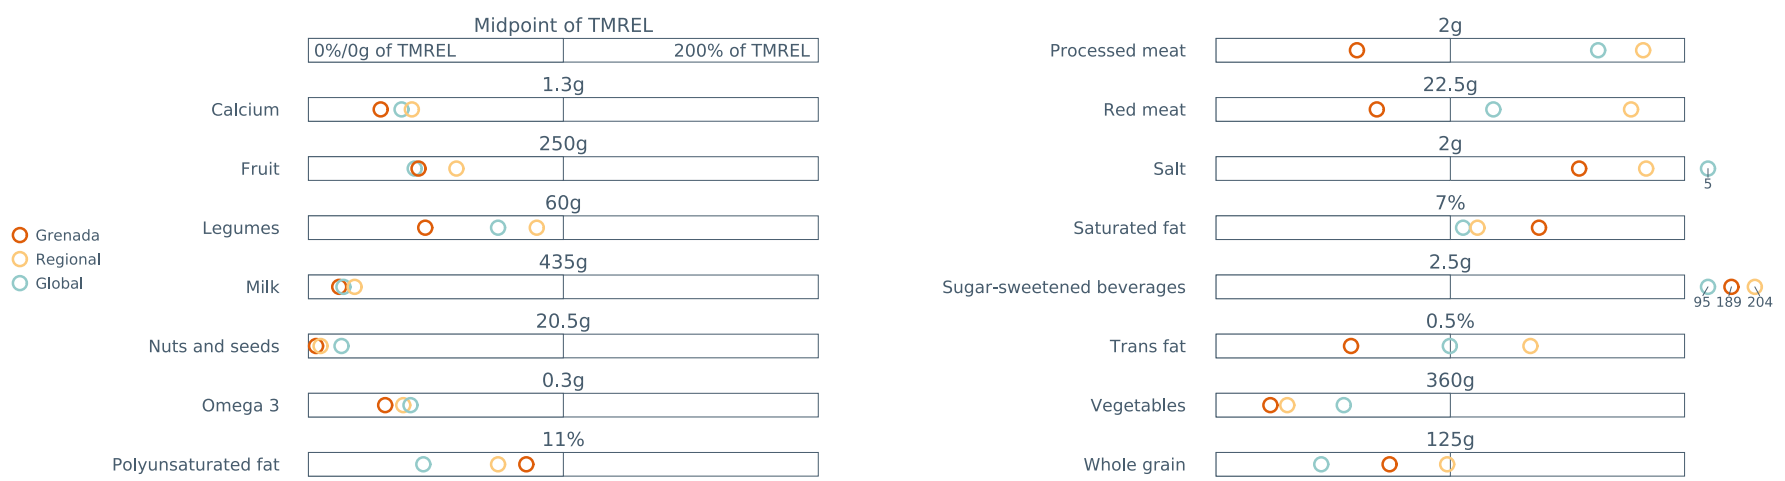 Midpoint of TMREL
0%/0g of TMREL
200% of TMREL
1.3g
Calcium
250g
Fruit
60g
Legumes
435g
Milk
20.5g
Nuts and seeds
0.3g
Omega 3
11%
Polyunsaturated fat
Grenada
Regional
Global
2g
Processed meat
22.5g
Red meat
2g
Salt
5
7%
Saturated fat
2.5g
Sugar-sweetened beverages
95 189 204
0.5%
Trans fat
360g
Vegetables
125g
Whole grain